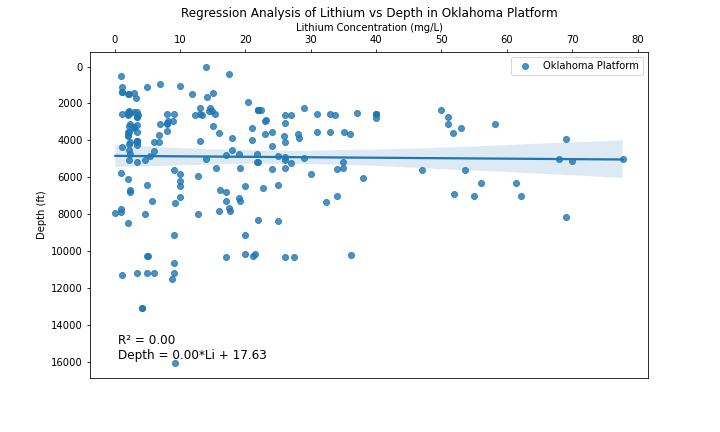 Regression Analysis of Lithium vs Depth in Oklahoma Platform
Lithium Concentration (mg/L)
0 10 20 30 40 50 60 70 80
Oklahoma Platform
0
2000
4000
6000
8000
10000
12000
14000
16000
Depth (ft)
R² = 0.00
Depth = 0.00*Li + 17.63